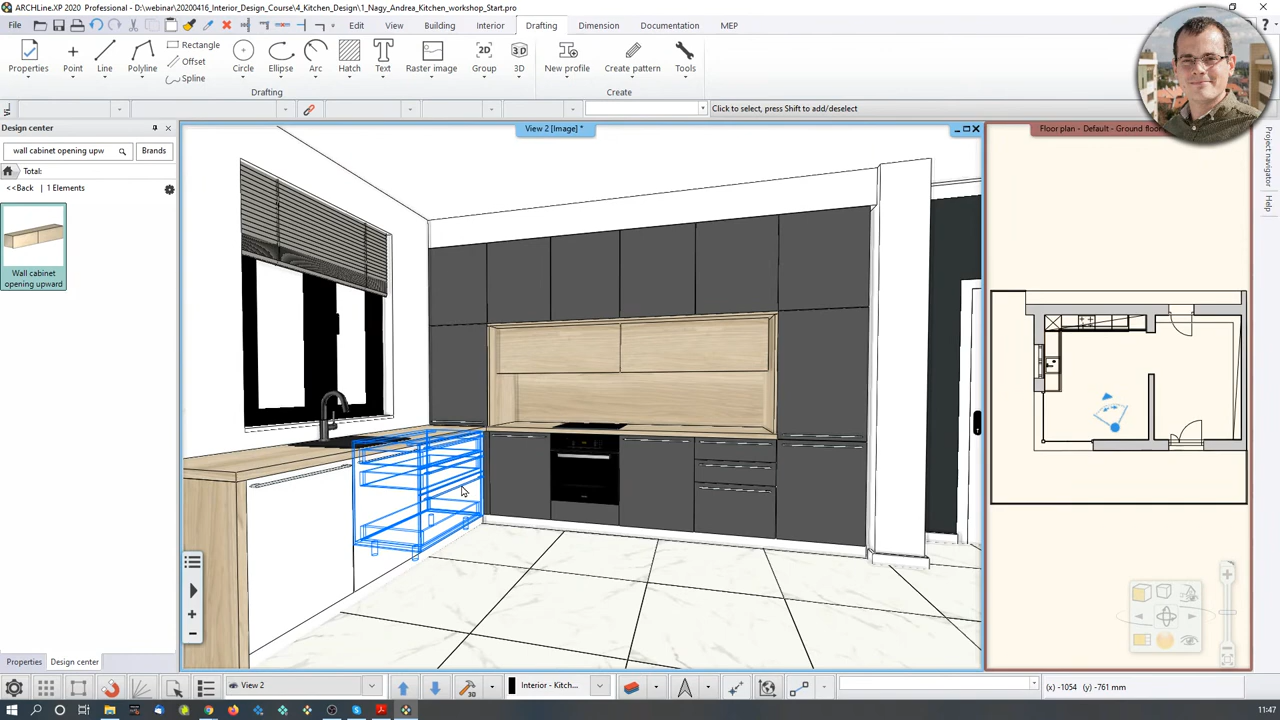 ARCHLine.XP 2020 Professional - D:\webinar\20200416_Interior_Design_Course\4_Kitchen_Design\1_Nagy_Andrea_Kitchen_workshop_Start.pro
Edit View Building Interior Drafting Dimension Documentation MEP
Properties Point Line Polyline Rectangle Offset Spline Circle Ellipse Arc Hatch Text Raster image Group 3D New profile Create pattern Tools
Drafting Create
Click to select, press Shift to add/deselect
Design center
View 2 [Image] *
Floor plan - Default - Ground floor
wall cabinet opening upw
Brands
Total:
<<Back | 1 Elements
Wall cabinet
opening upward
Project navigator
Help
Properties Design center
View 2
Interior - Kitch...
(x) -1054 (y) -761 mm
11:47